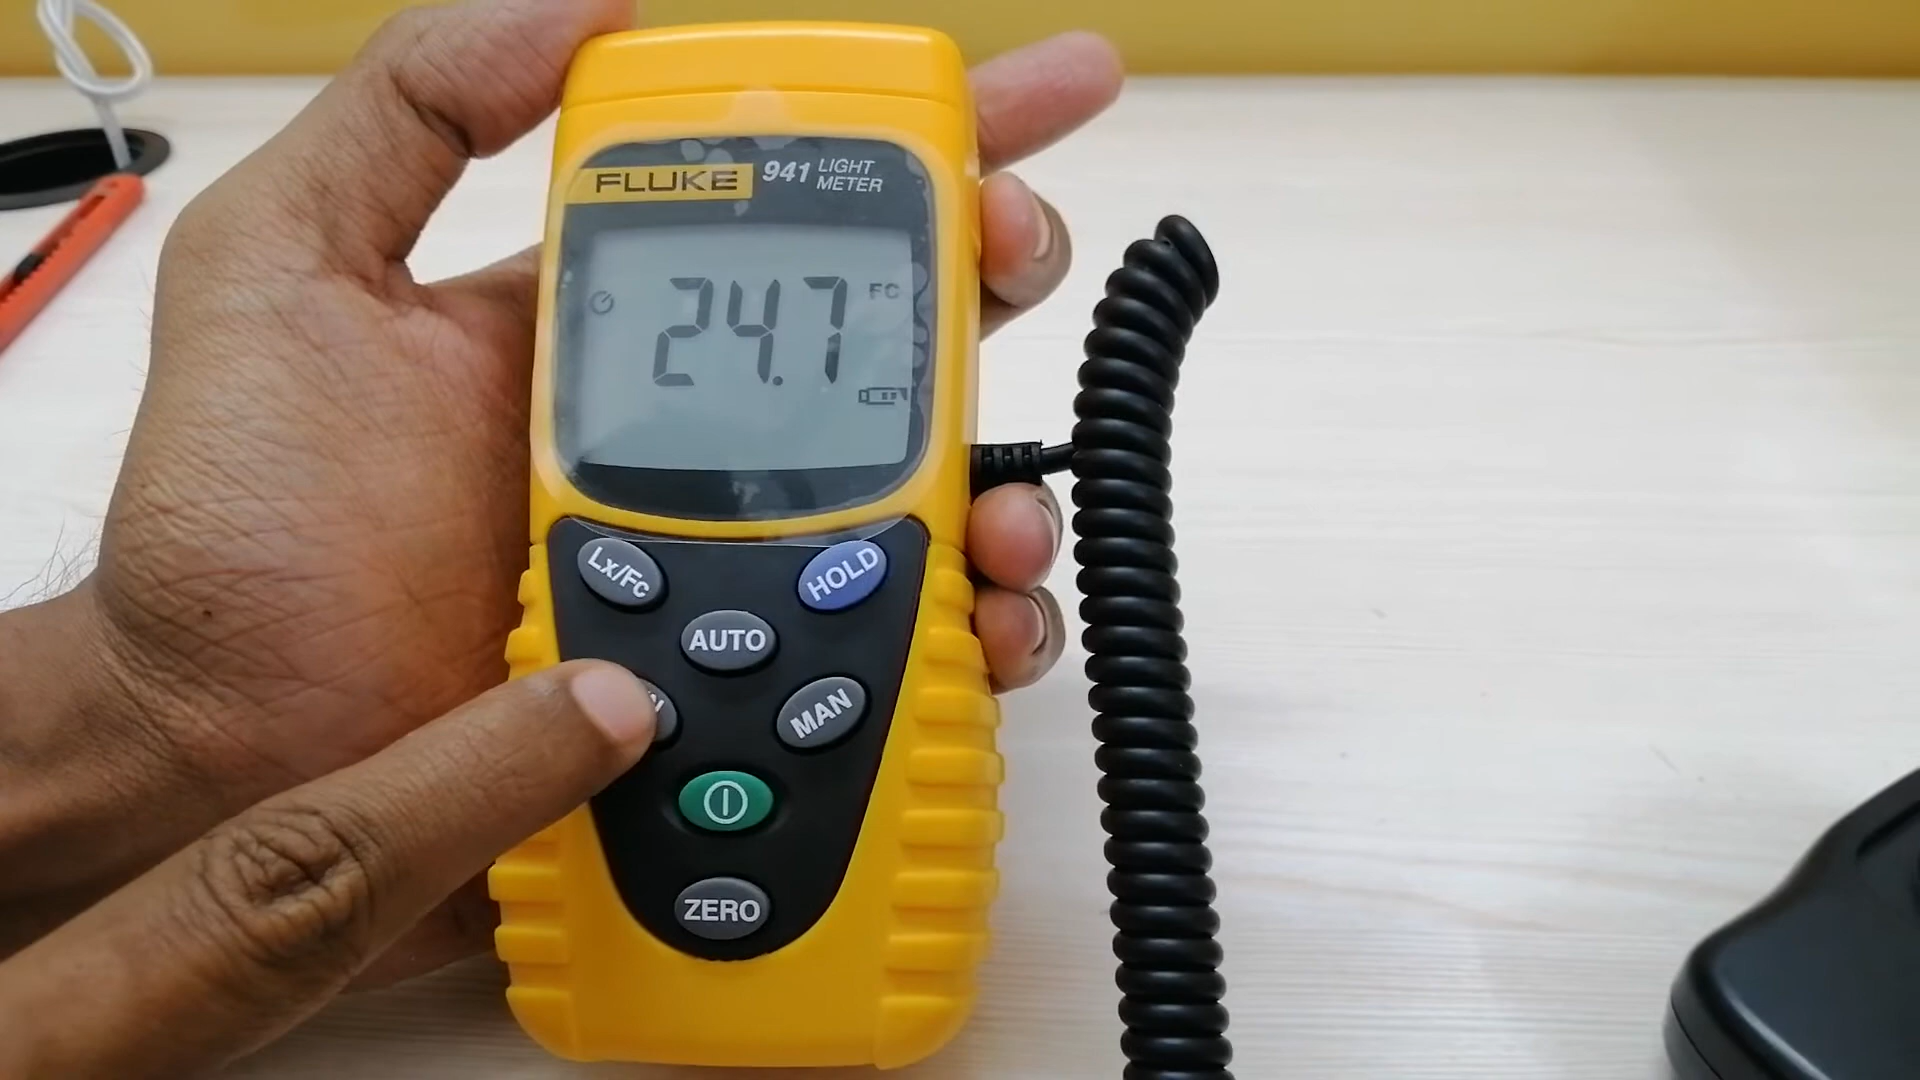 FLUKE 941 LIGHT METER
24.7 FC
Lx/Fc
HOLD
AUTO
MAN
ZERO